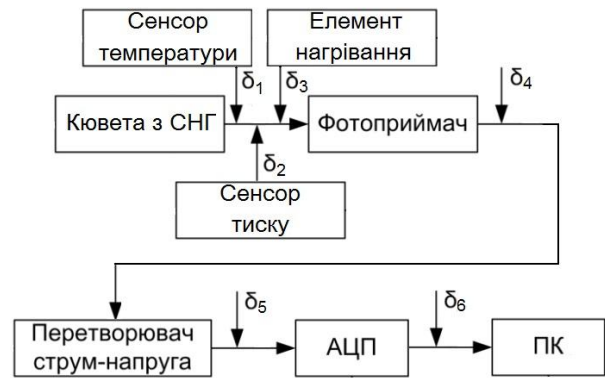 Сенсор
температури
Елемент
нагрівання
δ1
δ3
δ4
Кювета з СНГ
Фотоприймач
δ2
Сенсор
тиску
δ5
δ6
Перетворювач
струм-напруга
АЦП
ПК